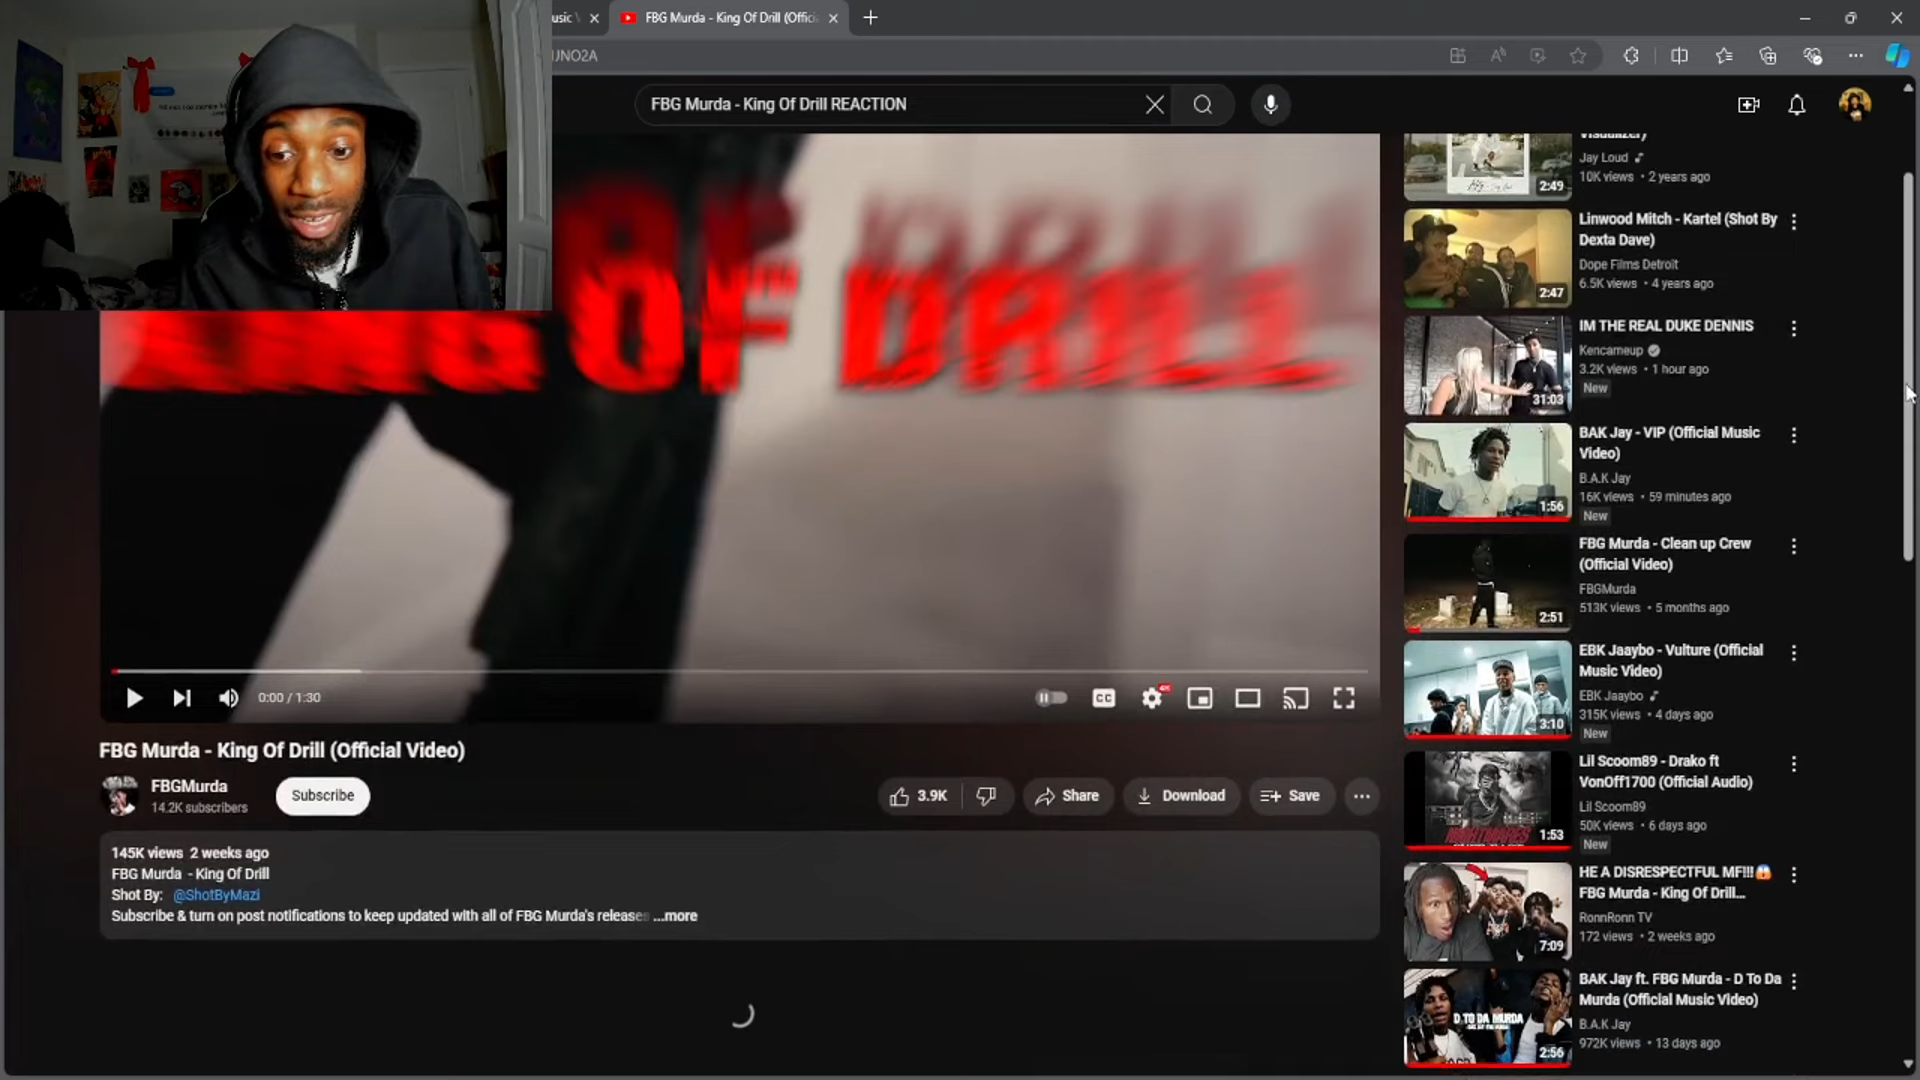 usic V
FBG Murda - King Of Drill (Offici
JNO2A
FBG Murda - King Of Drill REACTION
OF DRILL
0:00 / 1:30
CC
4K
FBG Murda - King Of Drill (Official Video)
FBGMurda
14.2K subscribers
Subscribe
3.9K
Share
Download
Save
145K views 2 weeks ago
FBG Murda - King Of Drill
Shot By: @ShotByMazi
Subscribe & turn on post notifications to keep updated with all of FBG Murda's releases ...more
Visualizer)
Jay Loud
10K views • 2 years ago
2:49
Linwood Mitch - Kartel (Shot By
Dexta Dave)
Dope Films Detroit
6.5K views • 4 years ago
2:47
IM THE REAL DUKE DENNIS
Kencameup
3.2K views • 1 hour ago
New
31:03
BAK Jay - VIP (Official Music
Video)
B.A.K Jay
16K views • 59 minutes ago
New
1:56
FBG Murda - Clean up Crew
(Official Video)
FBGMurda
513K views • 5 months ago
2:51
EBK Jaaybo - Vulture (Official
Music Video)
EBK Jaaybo
315K views • 4 days ago
New
3:10
Lil Scoom89 - Drako ft
VonOff1700 (Official Audio)
Lil Scoom89
50K views • 6 days ago
New
NIGHTMARES
1:53
HE A DISRESPECTFUL MF!!!😱
FBG Murda - King Of Drill...
RonnRonn TV
172 views • 2 weeks ago
7:09
BAK Jay ft. FBG Murda - D To Da
Murda (Official Music Video)
B.A.K Jay
972K views • 13 days ago
D TO DA MURDA
2:56